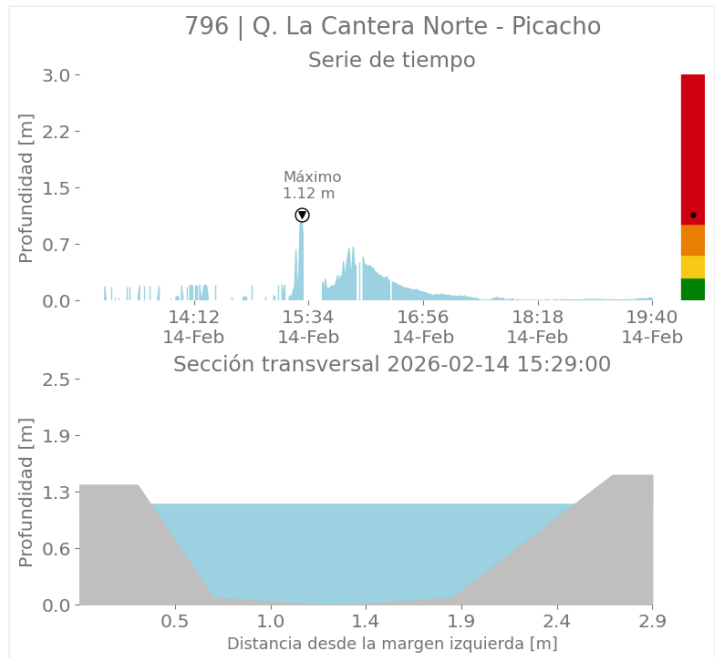 796 | Q. La Cantera Norte - Picacho
Serie de tiempo
Profundidad [m]
3.0
2.2
1.5
0.7
0.0
Máximo
1.12 m
14:12 15:34 16:56 18:18 19:40
14-Feb 14-Feb 14-Feb 14-Feb 14-Feb
Sección transversal 2026-02-14 15:29:00
Profundidad [m]
2.5
1.9
1.3
0.6
0.0
0.5 1.0 1.4 1.9 2.4 2.9
Distancia desde la margen izquierda [m]